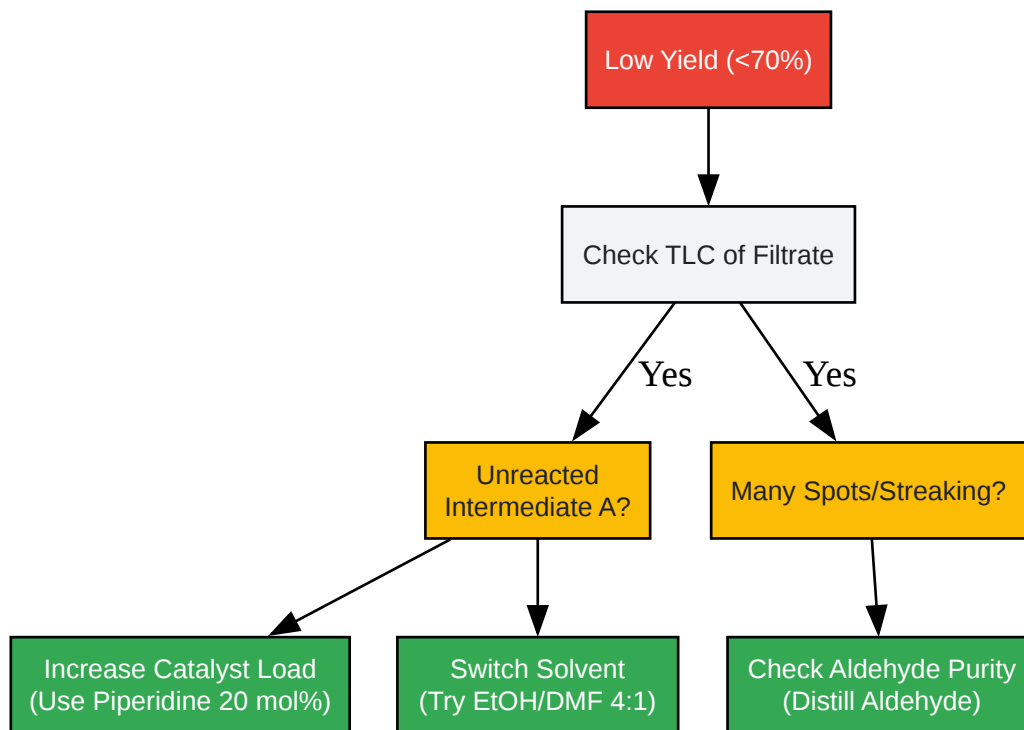 Low Yield (<70%)
Check TLC of Filtrate
Yes
Yes
Unreacted
Intermediate A?
Many Spots/Streaking?
Increase Catalyst Load
(Use Piperidine 20 mol%)
Switch Solvent
(Try EtOH/DMF 4:1)
Check Aldehyde Purity
(Distill Aldehyde)